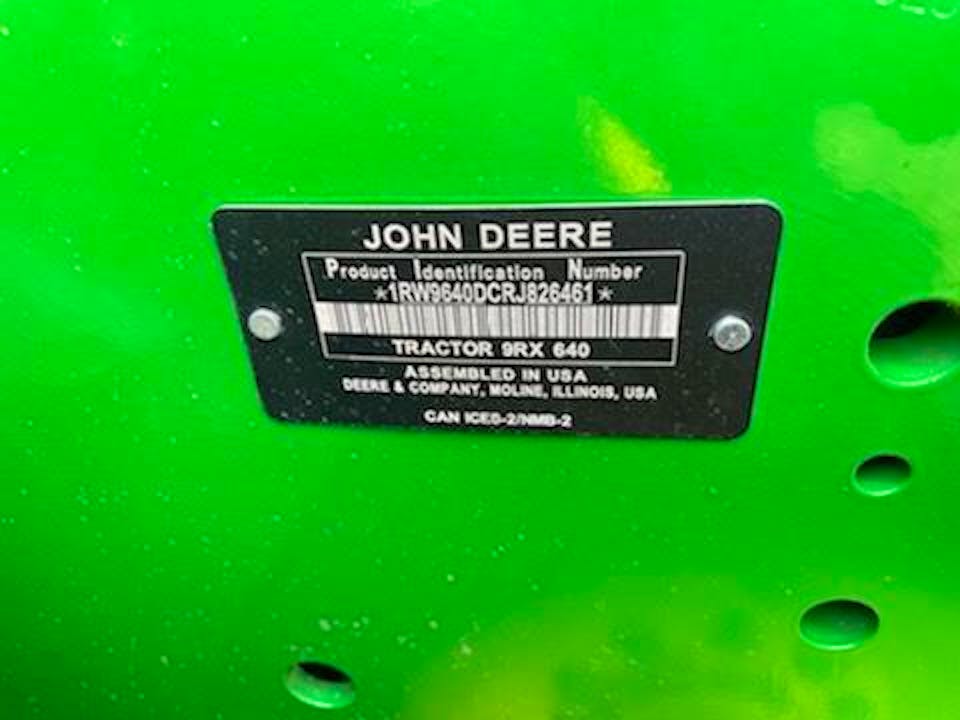 JOHN DEERE
Product Identification Number
*1RW9640DCRJ826461*
TRACTOR 9RX 640
ASSEMBLED IN USA
DEERE & COMPANY, MOLINE, ILLINOIS, USA
CAN ICES-2/NMB-2